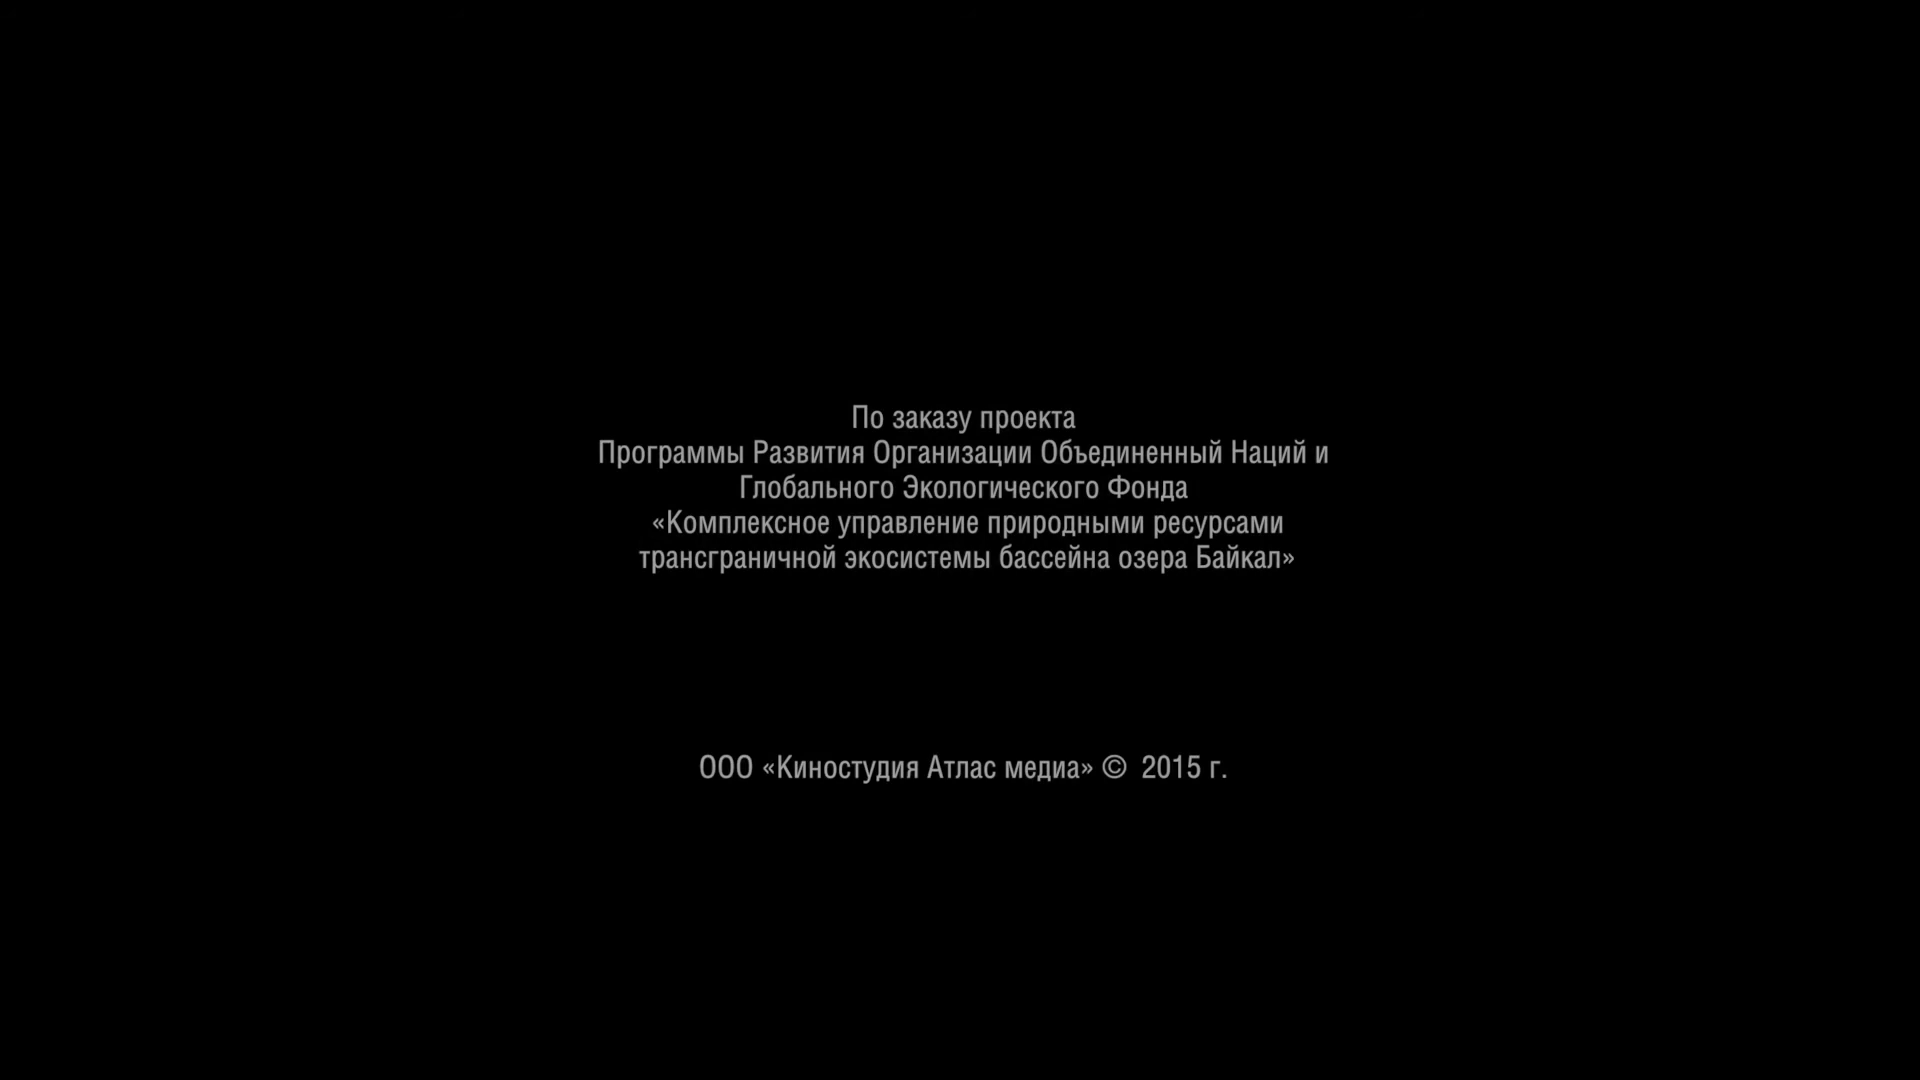 По заказу проекта
Программы Развития Организации Объединенный Наций и
Глобального Экологического Фонда
«Комплексное управление природными ресурсами
трансграничной экосистемы бассейна озера Байкал»
ООО «Киностудия Атлас медиа» © 2015 г.